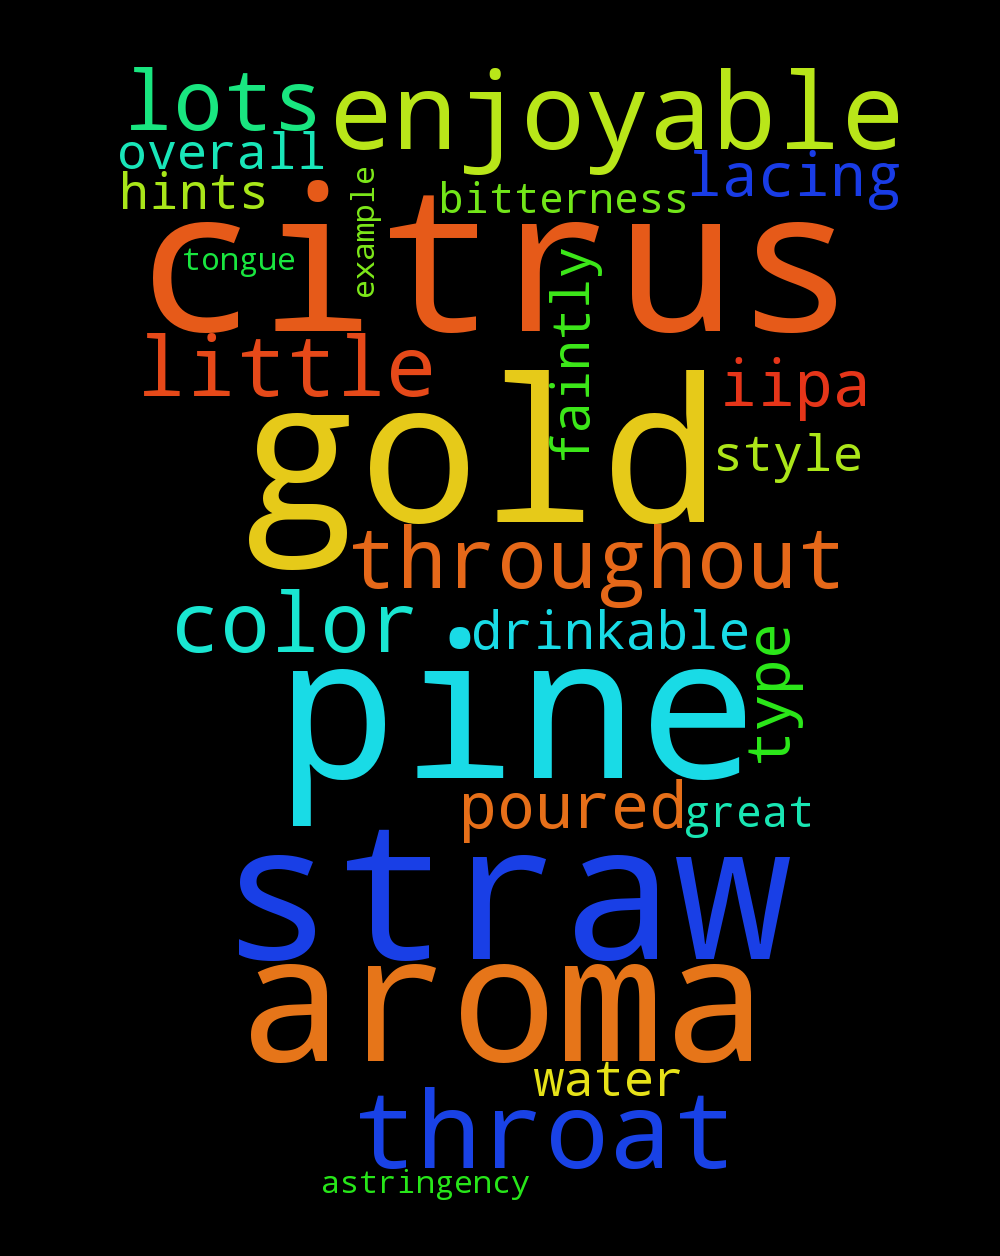 lots
enjoyable
overall
lacing
hints
example
bitterness
citrus
tongue
faintly
little
iipa
gold
style
throughout
color
drinkable
type
pine
poured
great
straw
aroma
water
throat
astringency